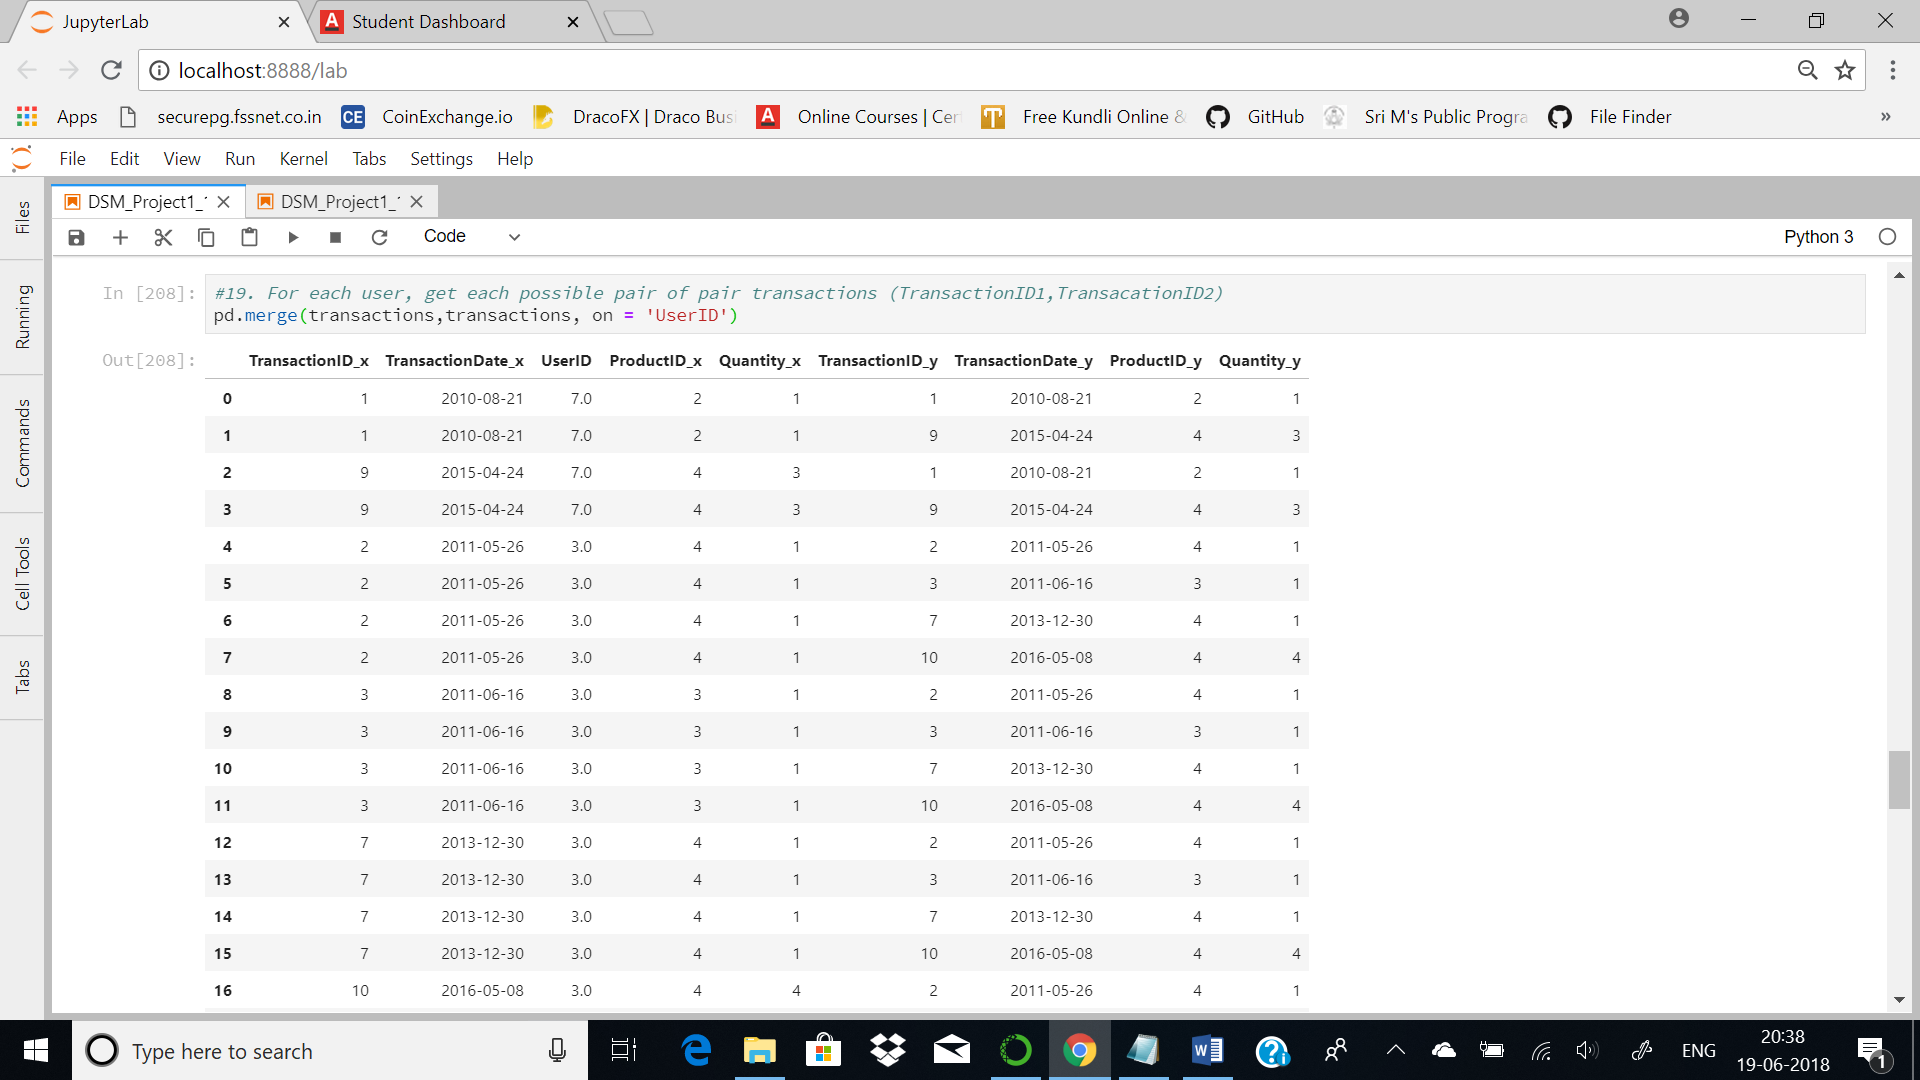 JupyterLab
Student Dashboard
localhost:8888/lab
Apps securepg.fssnet.co.in CE CoinExchange.io DracoFX | Draco Busi Online Courses | Cer Free Kundli Online & GitHub Sri M's Public Progra File Finder »
File Edit View Run Kernel Tabs Settings Help
DSM_Project1_
DSM_Project1_
Code
Python 3
Files
Running
Commands
Cell Tools
Tabs
In [208]: #19. For each user, get each possible pair of pair transactions (TransactionID1,TransacationID2)
pd.merge(transactions,transactions, on = 'UserID')
Out[208]:
TransactionID_x TransactionDate_x UserID ProductID_x Quantity_x TransactionID_y TransactionDate_y ProductID_y Quantity_y
0 1 2010-08-21 7.0 2 1 1 2010-08-21 2 1
1 1 2010-08-21 7.0 2 1 9 2015-04-24 4 3
2 9 2015-04-24 7.0 4 3 1 2010-08-21 2 1
3 9 2015-04-24 7.0 4 3 9 2015-04-24 4 3
4 2 2011-05-26 3.0 4 1 2 2011-05-26 4 1
5 2 2011-05-26 3.0 4 1 3 2011-06-16 3 1
6 2 2011-05-26 3.0 4 1 7 2013-12-30 4 1
7 2 2011-05-26 3.0 4 1 10 2016-05-08 4 4
8 3 2011-06-16 3.0 3 1 2 2011-05-26 4 1
9 3 2011-06-16 3.0 3 1 3 2011-06-16 3 1
10 3 2011-06-16 3.0 3 1 7 2013-12-30 4 1
11 3 2011-06-16 3.0 3 1 10 2016-05-08 4 4
12 7 2013-12-30 3.0 4 1 2 2011-05-26 4 1
13 7 2013-12-30 3.0 4 1 3 2011-06-16 3 1
14 7 2013-12-30 3.0 4 1 7 2013-12-30 4 1
15 7 2013-12-30 3.0 4 1 10 2016-05-08 4 4
16 10 2016-05-08 3.0 4 4 2 2011-05-26 4 1
Type here to search
ENG
20:38
19-06-2018
1